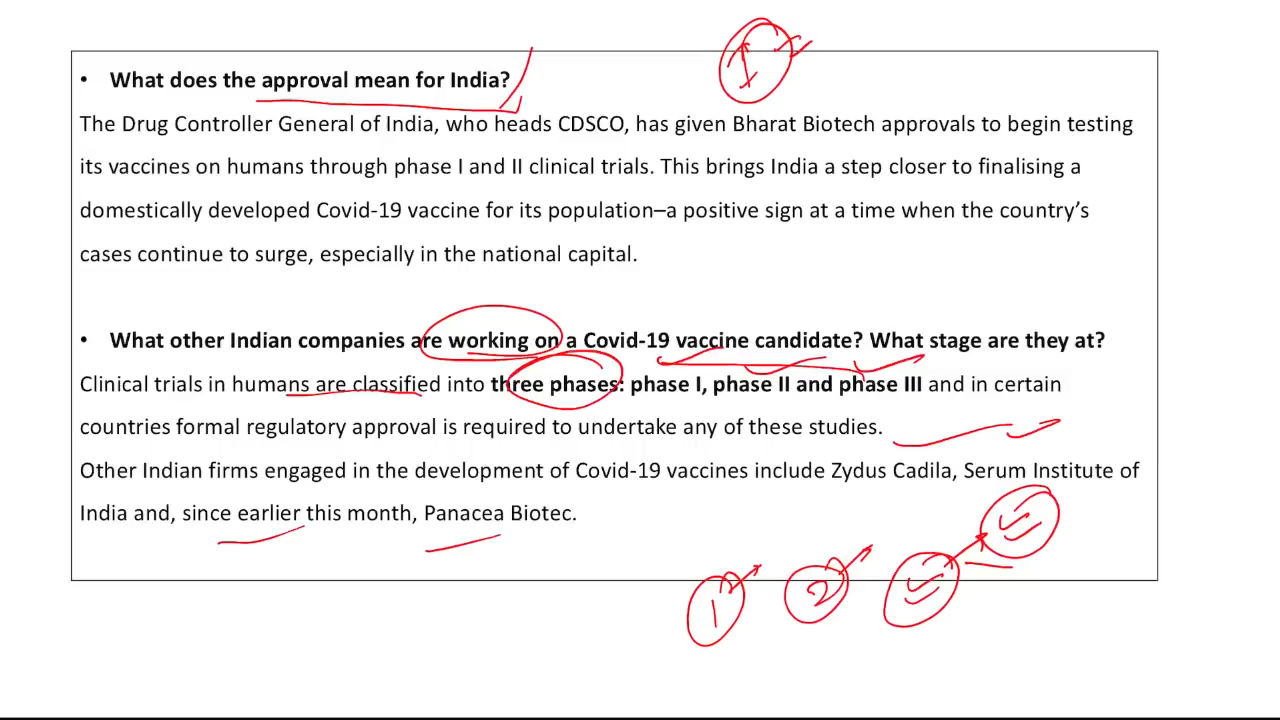 • What does the approval mean for India?
The Drug Controller General of India, who heads CDSCO, has given Bharat Biotech approvals to begin testing
its vaccines on humans through phase I and II clinical trials. This brings India a step closer to finalising a
domestically developed Covid-19 vaccine for its population–a positive sign at a time when the country's
cases continue to surge, especially in the national capital.
• What other Indian companies are working on a Covid-19 vaccine candidate? What stage are they at?
Clinical trials in humans are classified into three phases: phase I, phase II and phase III and in certain
countries formal regulatory approval is required to undertake any of these studies.
Other Indian firms engaged in the development of Covid-19 vaccines include Zydus Cadila, Serum Institute of
India and, since earlier this month, Panacea Biotec.
1 2